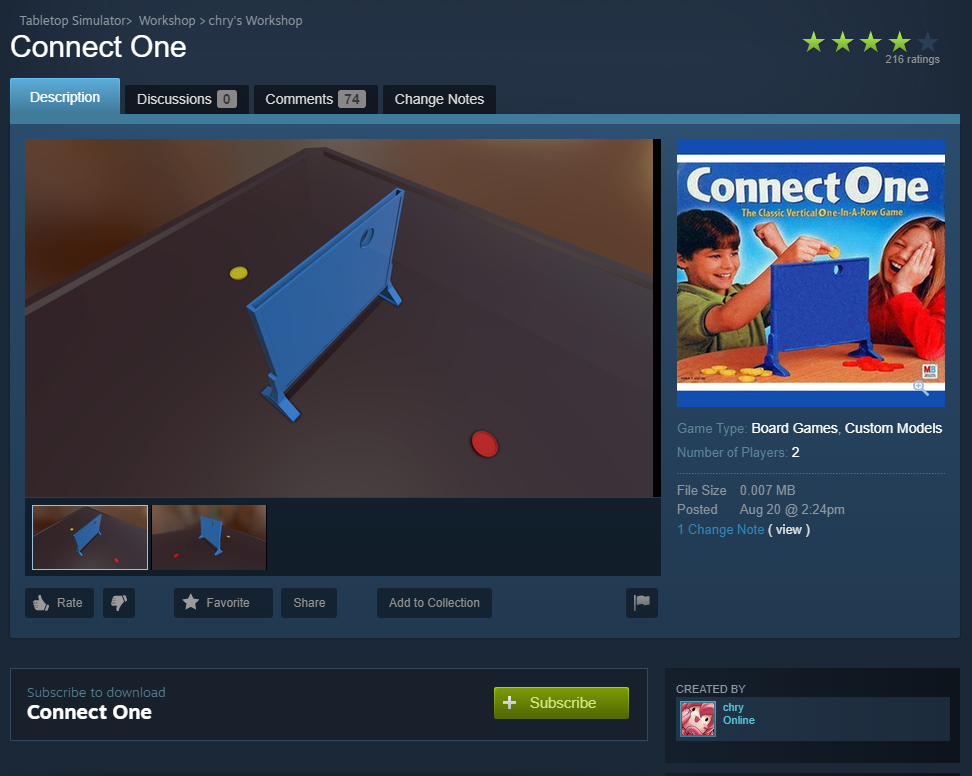 Tabletop Simulator> Workshop > chry's Workshop
Connect One
216 ratings
Description
Discussions 0
Comments 74
Change Notes
Connect One
The Classic Vertical One-In-A-Row Game
MB
Game Type: Board Games, Custom Models
Number of Players: 2
File Size 0.007 MB
Posted Aug 20 @ 2:24pm
1 Change Note ( view )
Rate
Favorite
Share
Add to Collection
Subscribe to download
Connect One
Subscribe
CREATED BY
chry
Online